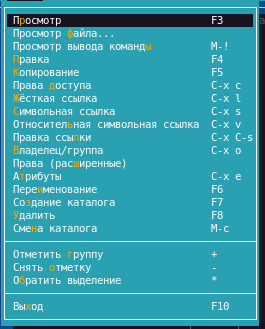 Просмотр F3
Просмотр файла...
Просмотр вывода команды M-!
Правка F4
Копирование F5
Права доступа C-x c
Жёсткая ссылка C-x l
Символьная ссылка C-x s
Относительная символьная ссылка C-x v
Правка ссылки C-x C-s
Владелец/группа C-x o
Права (расширенные)
Атрибуты C-x e
Переименование F6
Создание каталога F7
Удалить F8
Смена каталога M-c
Отметить группу +
Снять отметку -
Обратить выделение *
Выход F10